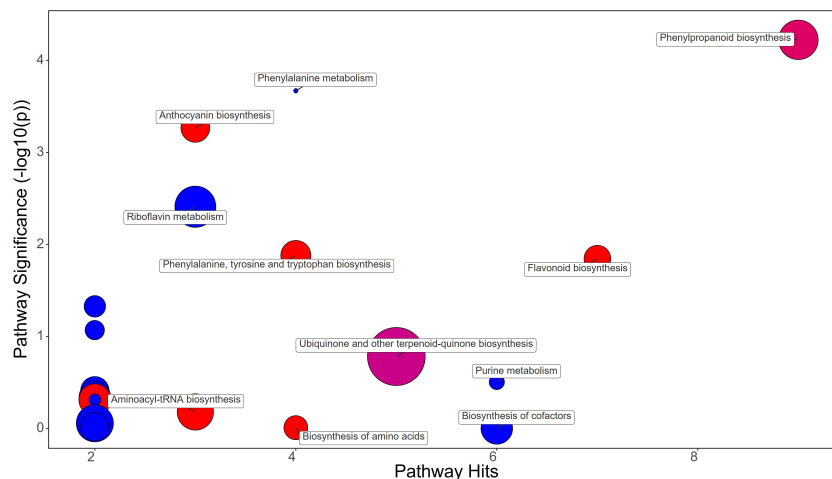 Phenylpropanoid biosynthesis
Phenylalanine metabolism
Anthocyanin biosynthesis
Riboflavin metabolism
Phenylalanine, tyrosine and tryptophan biosynthesis
Flavonoid biosynthesis
Ubiquinone and other terpenoid-quinone biosynthesis
Purine metabolism
Aminoacyl-tRNA biosynthesis
Biosynthesis of cofactors
Biosynthesis of amino acids
Pathway Significance (-log10(p))
4
3
2
1
0
2 4 6 8
Pathway Hits